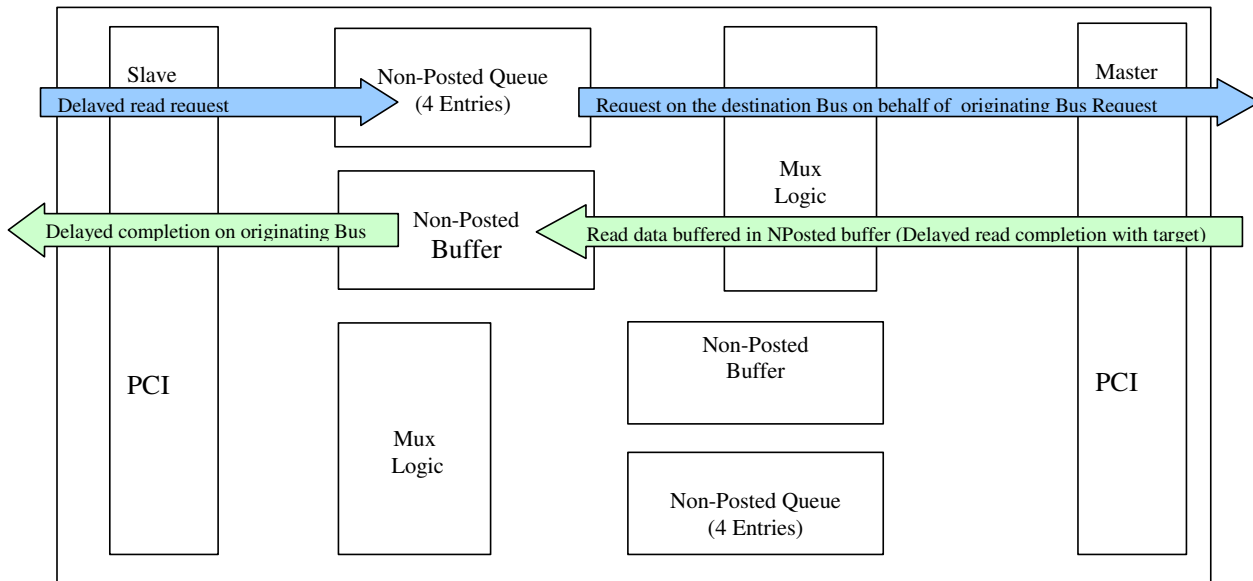 Slave
Non-Posted Queue
(4 Entries)
Master
Delayed read request
Request on the destination Bus on behalf of originating Bus Request
Mux
Logic
Delayed completion on originating Bus
Non-Posted
Buffer
Read data buffered in NPosted buffer (Delayed read completion with target)
PCI
Mux
Logic
Non-Posted
Buffer
PCI
Non-Posted Queue
(4 Entries)